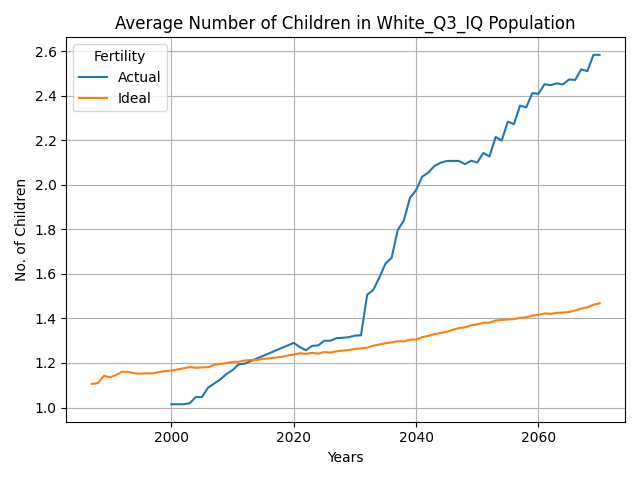 Average Number of Children in White_Q3_IQ Population
Fertility
Actual
Ideal
2.6
2.4
2.2
2.0
1.8
1.6
1.4
1.2
1.0
No. of Children
2000 2020 2040 2060
Years